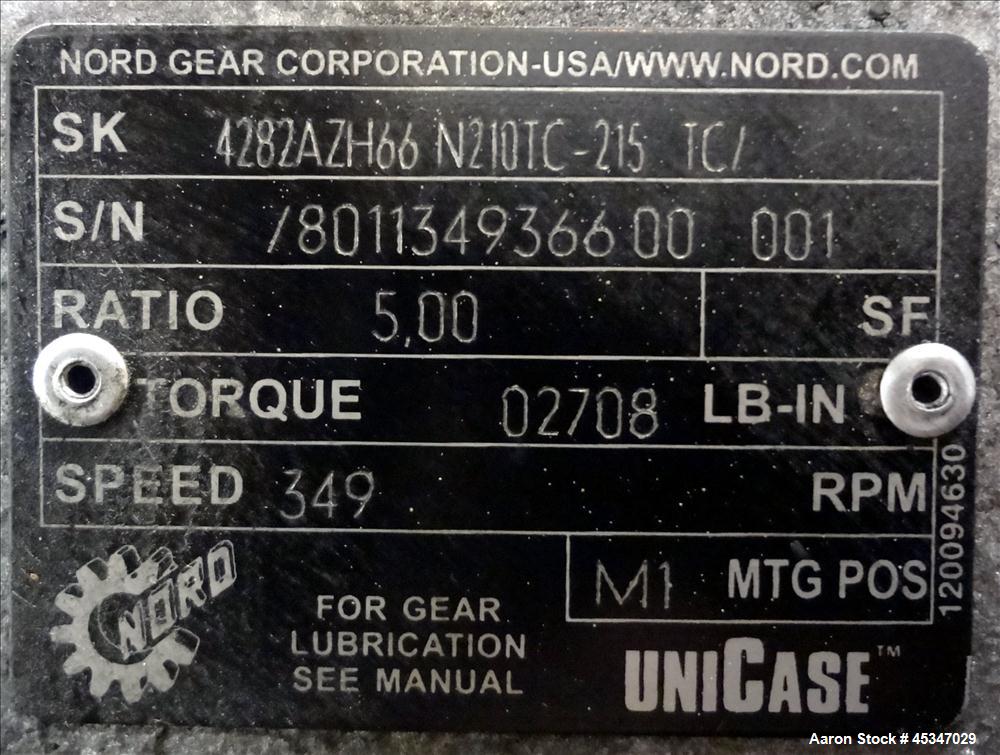 NORD GEAR CORPORATION-USA/WWW.NORD.COM
SK 4282AZH66 N210TC-215 TC/
S/N /8011349366 00 001
RATIO 5,00 SF
TORQUE 02708 LB-IN
SPEED 349 RPM
M1 MTG POS
120094630
NORD
FOR GEAR
LUBRICATION
SEE MANUAL
UNICASE™
Aaron Stock # 45347029